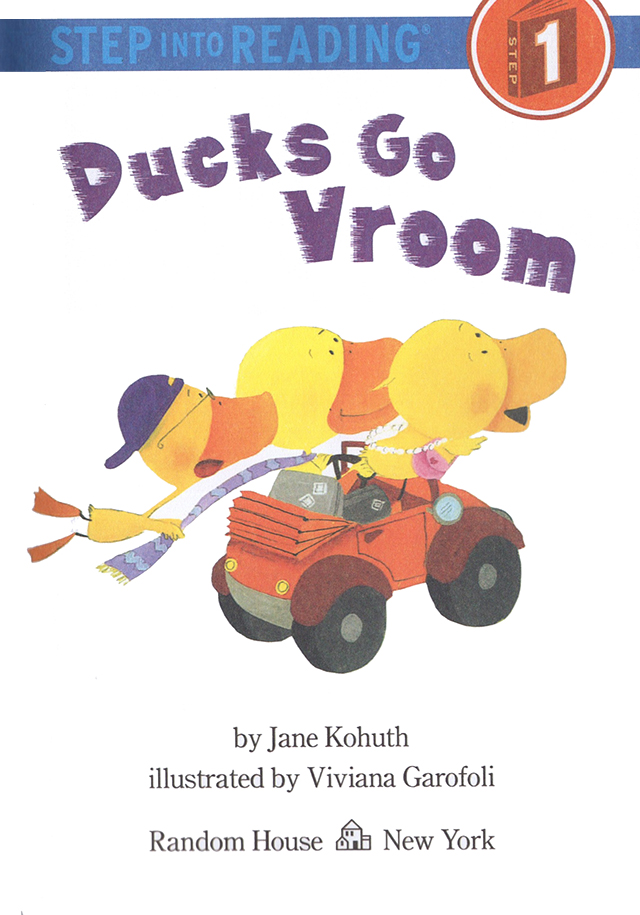 STEP INTO READING®
STEP 1
Ducks Go
Vroom
by Jane Kohuth
illustrated by Viviana Garofoli
Random House New York